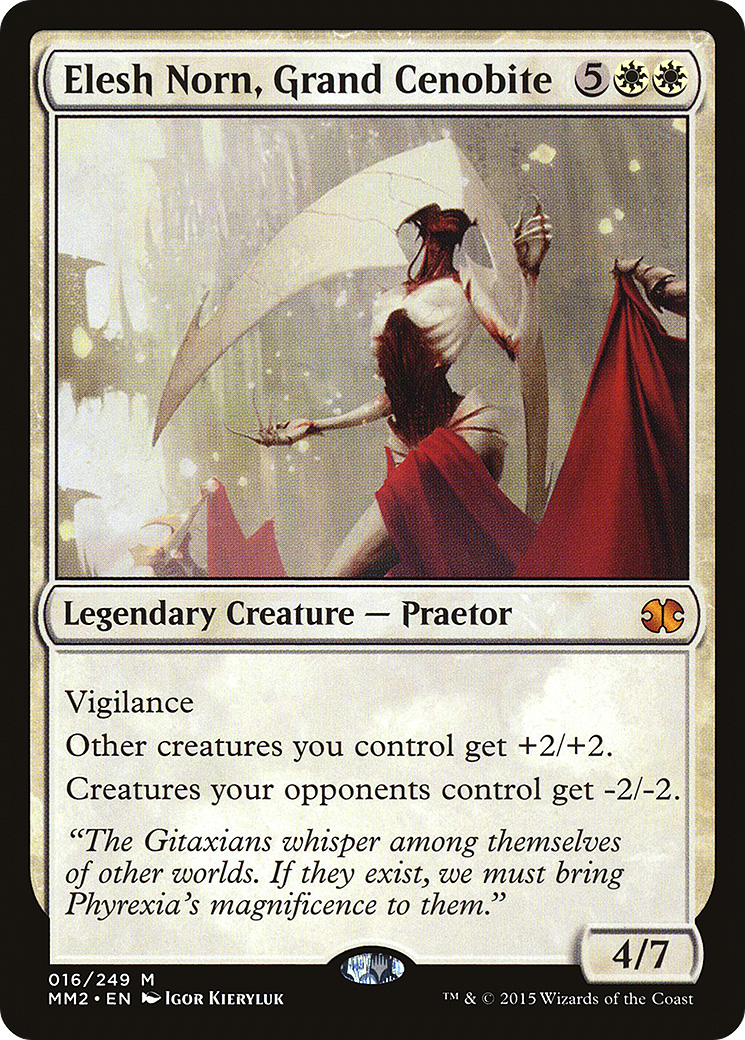 Elesh Norn, Grand Cenobite 5
Legendary Creature — Praetor
Vigilance
Other creatures you control get +2/+2.
Creatures your opponents control get -2/-2.
“The Gitaxians whisper among themselves
of other worlds. If they exist, we must bring
Phyrexia’s magnificence to them.”
4/7
016/249 M
MM2 • EN Igor Kieryluk
™ & © 2015 Wizards of the Coast